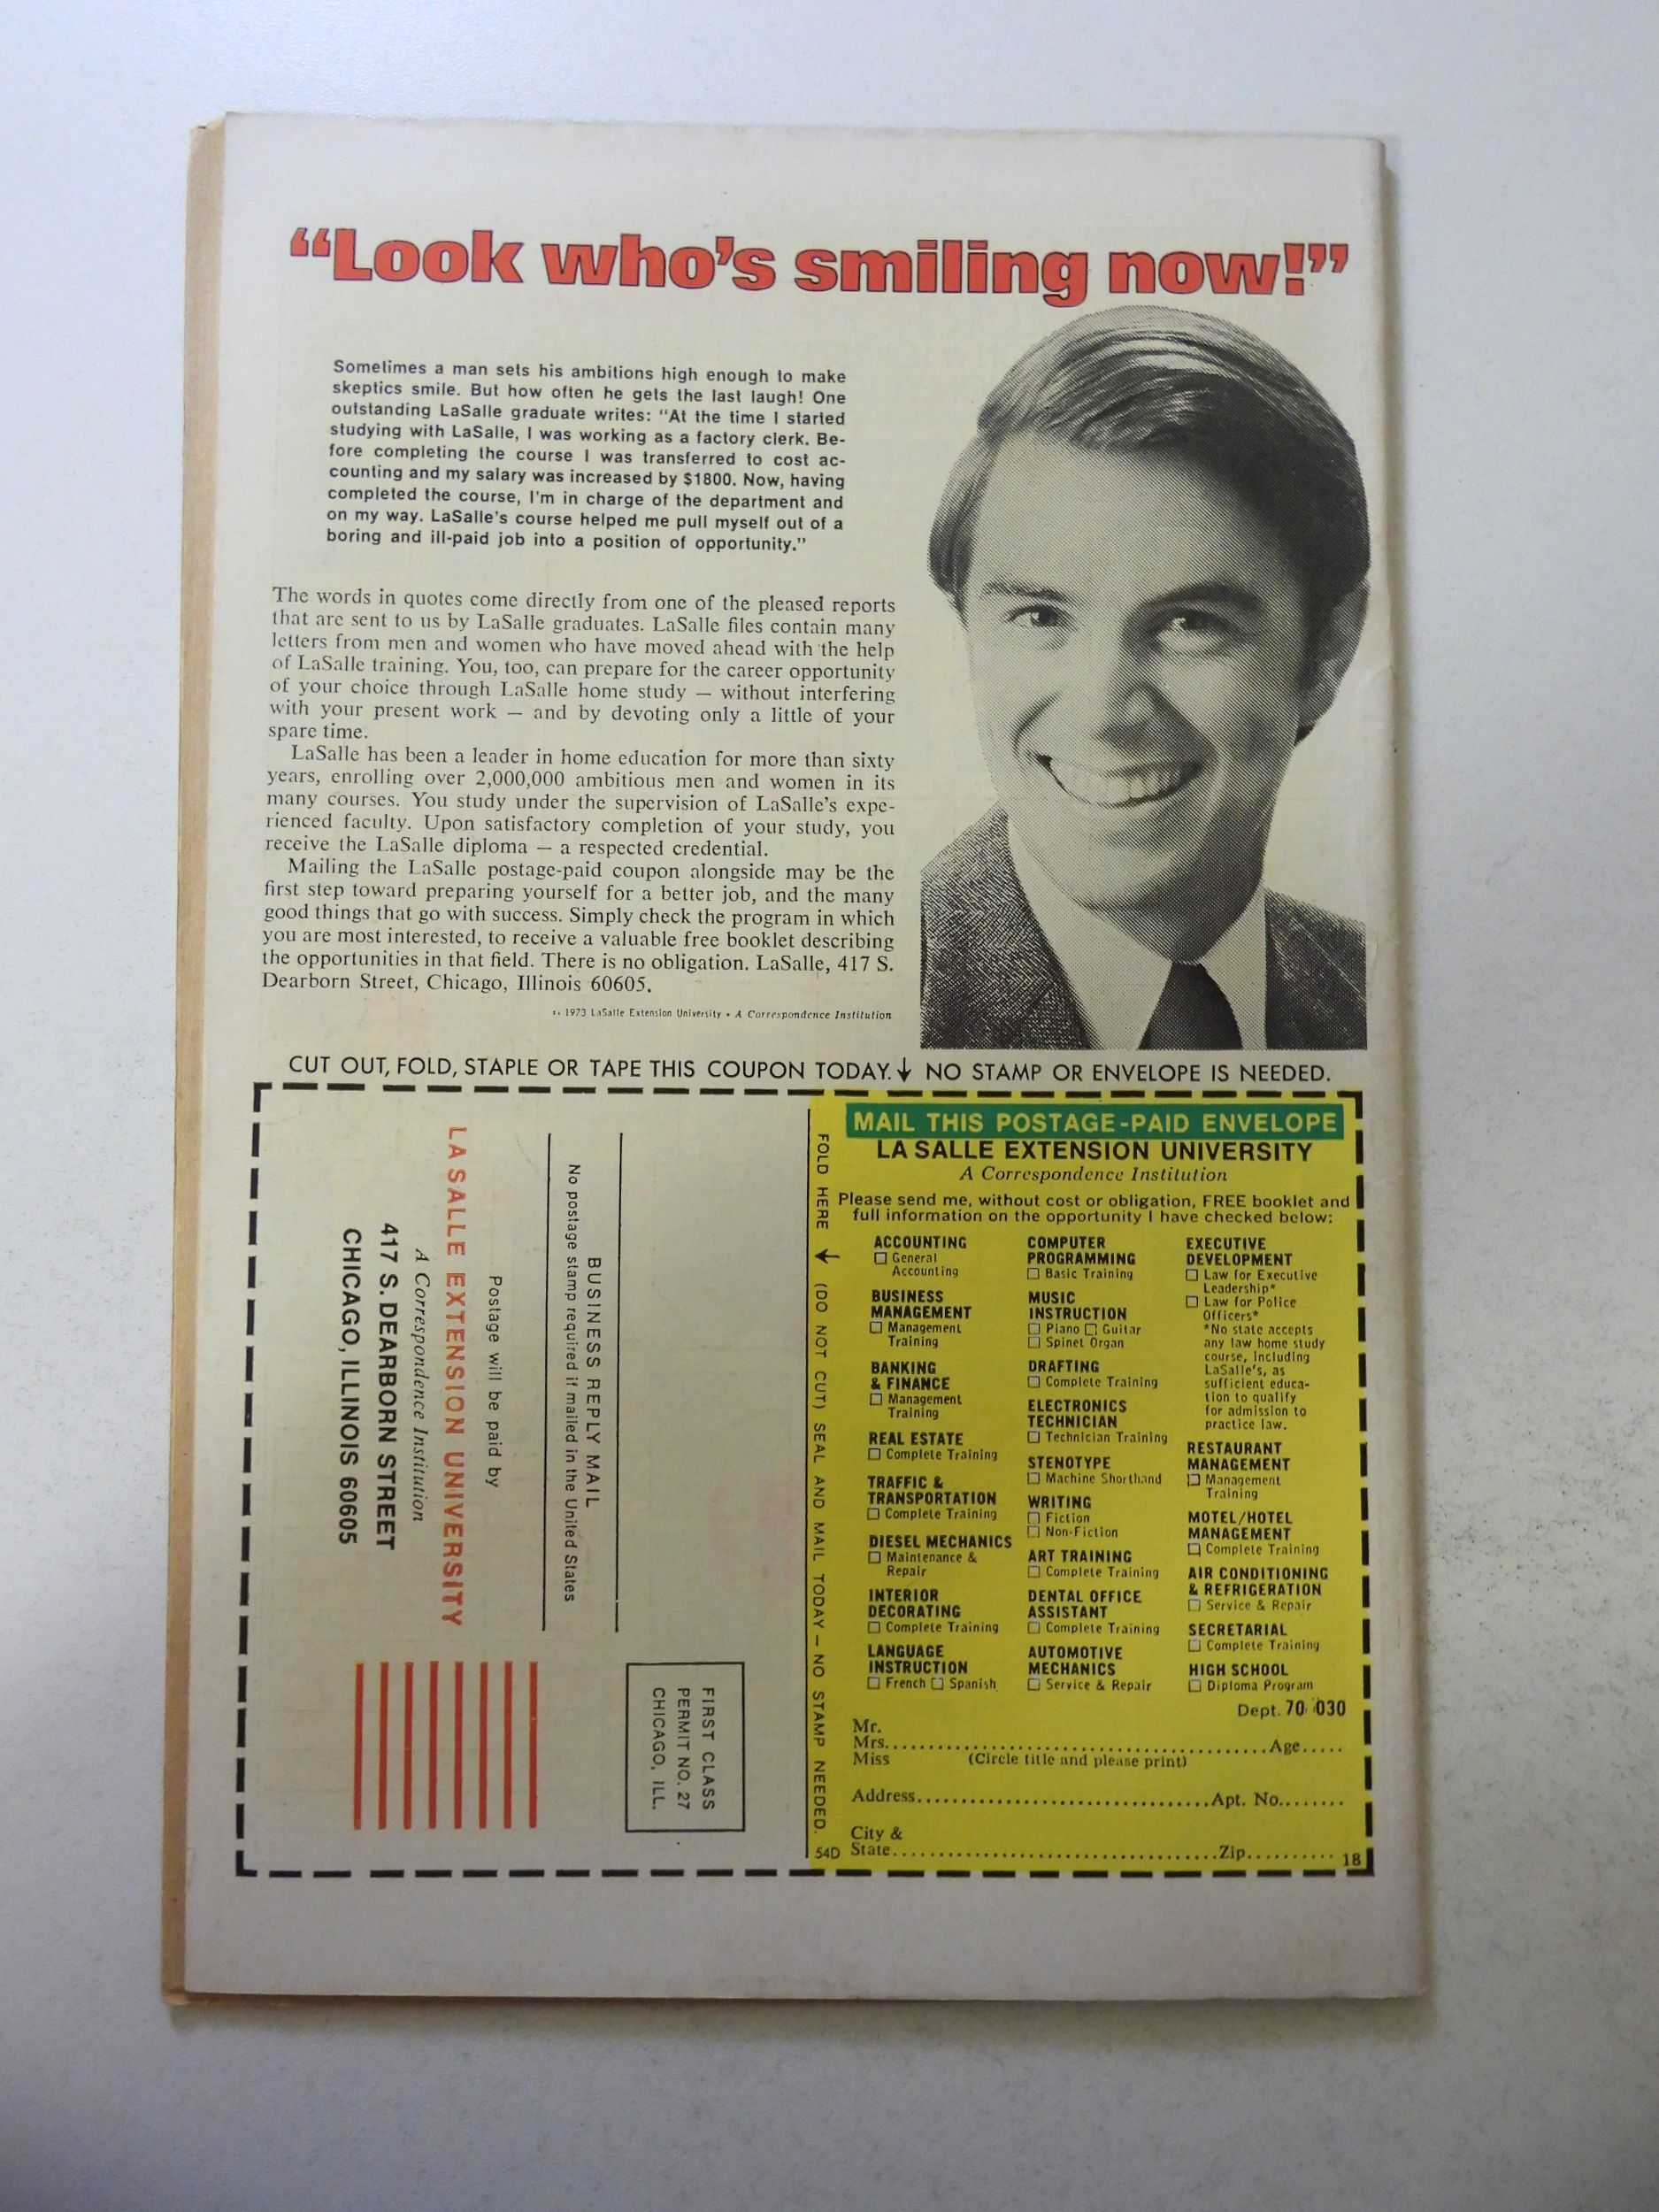 “Look who’s smiling now!”
Sometimes a man sets his ambitions high enough to make
skeptics smile. But how often he gets the last laugh! One
outstanding LaSalle graduate writes: “At the time I started
studying with LaSalle, I was working as a factory clerk. Be-
fore completing the course I was transferred to cost ac-
counting and my salary was increased by $1800. Now, having
completed the course, I’m in charge of the department and
on my way. LaSalle’s course helped me pull myself out of a
boring and ill-paid job into a position of opportunity.”
The words in quotes come directly from one of the pleased reports
that are sent to us by LaSalle graduates. LaSalle files contain many
letters from men and women who have moved ahead with the help
of LaSalle training. You, too, can prepare for the career opportunity
of your choice through LaSalle home study — without interfering
with your present work — and by devoting only a little of your
spare time.
LaSalle has been a leader in home education for more than sixty
years, enrolling over 2,000,000 ambitious men and women in its
many courses. You study under the supervision of LaSalle’s expe-
rienced faculty. Upon satisfactory completion of your study, you
receive the LaSalle diploma — a respected credential.
Mailing the LaSalle postage-paid coupon alongside may be the
first step toward preparing yourself for a better job, and the many
good things that go with success. Simply check the program in which
you are most interested, to receive a valuable free booklet describing
the opportunities in that field. There is no obligation. LaSalle, 417 S.
Dearborn Street, Chicago, Illinois 60605.
1973 LaSalle Extension University • A Correspondence Institution
CUT OUT, FOLD, STAPLE OR TAPE THIS COUPON TODAY. ↓ NO STAMP OR ENVELOPE IS NEEDED.
FIRST CLASS
PERMIT NO. 27
CHICAGO, ILL.
BUSINESS REPLY MAIL
No postage stamp required if mailed in the United States
Postage will be paid by
LA SALLE EXTENSION UNIVERSITY
A Correspondence Institution
417 S. DEARBORN STREET
CHICAGO, ILLINOIS 60605
FOLD HERE ↓ (DO NOT CUT) SEAL AND MAIL TODAY — NO STAMP NEEDED.
54D
MAIL THIS POSTAGE-PAID ENVELOPE
LA SALLE EXTENSION UNIVERSITY
A Correspondence Institution
Please send me, without cost or obligation, FREE booklet and
full information on the opportunity I have checked below:
ACCOUNTING
☐ General
Accounting
BUSINESS
MANAGEMENT
☐ Management
Training
BANKING
& FINANCE
☐ Management
Training
REAL ESTATE
☐ Complete Training
TRAFFIC &
TRANSPORTATION
☐ Complete Training
DIESEL MECHANICS
☐ Maintenance &
Repair
INTERIOR
DECORATING
☐ Complete Training
LANGUAGE
INSTRUCTION
☐ French ☐ Spanish
COMPUTER
PROGRAMMING
☐ Basic Training
MUSIC
INSTRUCTION
☐ Piano ☐ Guitar
☐ Spinet Organ
DRAFTING
☐ Complete Training
ELECTRONICS
TECHNICIAN
☐ Technician Training
STENOTYPE
☐ Machine Shorthand
WRITING
☐ Fiction
☐ Non-Fiction
ART TRAINING
☐ Complete Training
DENTAL OFFICE
ASSISTANT
☐ Complete Training
AUTOMOTIVE
MECHANICS
☐ Service & Repair
EXECUTIVE
DEVELOPMENT
☐ Law for Executive
Leadership*
☐ Law for Police
Officers*
*No state accepts
any law home study
course, including
LaSalle’s, as
sufficient educa-
tion to qualify
for admission to
practice law.
RESTAURANT
MANAGEMENT
☐ Management
Training
MOTEL/HOTEL
MANAGEMENT
☐ Complete Training
AIR CONDITIONING
& REFRIGERATION
☐ Service & Repair
SECRETARIAL
☐ Complete Training
HIGH SCHOOL
☐ Diploma Program
Dept. 70 030
Mr.
Mrs. Age
Miss (Circle title and please print)
Address Apt. No.
City &
State Zip
18